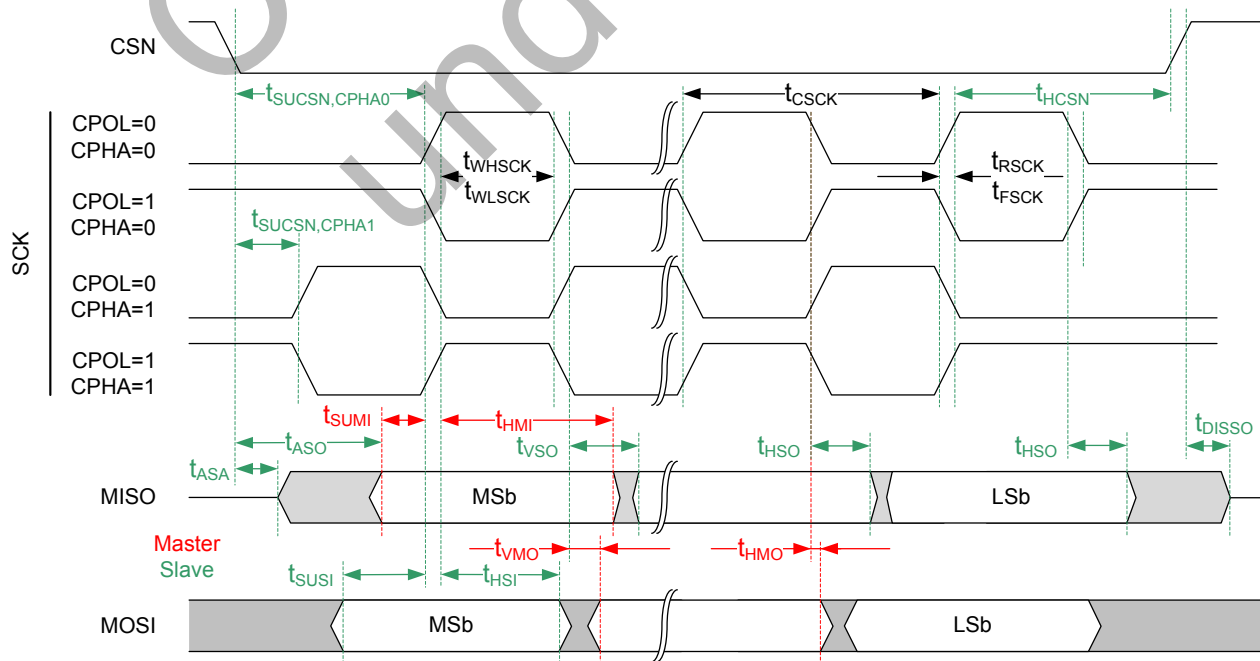 CSN
tSUCSN,CPHA0
tCSCK
tHCSN
SCK
CPOL=0
CPHA=0
tWHSCK
tWLSCK
tRSCK
tFSCK
CPOL=1
CPHA=0
tSUCSN,CPHA1
CPOL=0
CPHA=1
CPOL=1
CPHA=1
tSUMI
tHMI
tASO
tVSO
tHSO
tHSO
tDISSO
tASA
MISO
MSb
LSb
Master
Slave
tVMO
tHMO
tSUSI
tHSI
MOSI
MSb
LSb